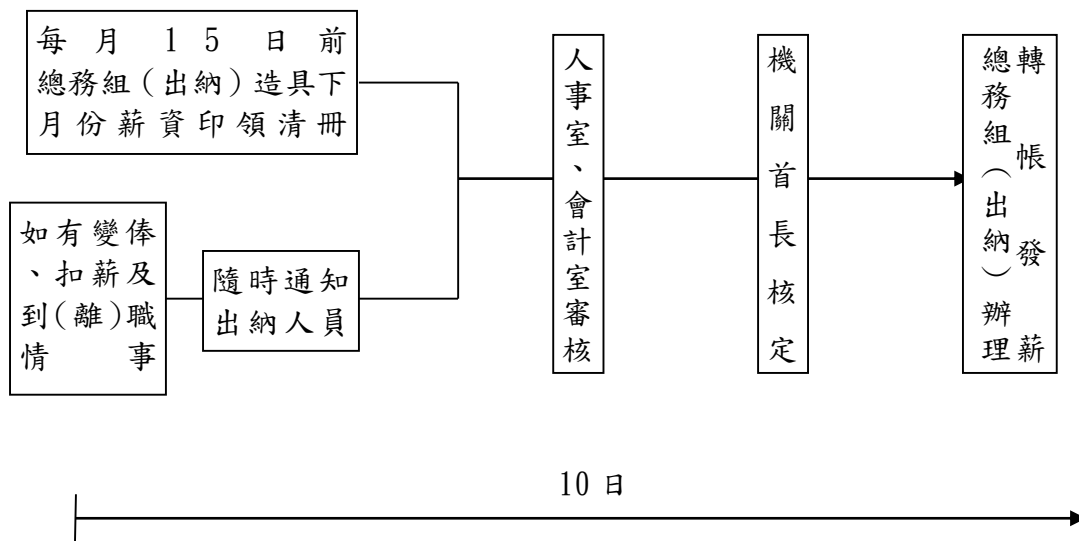 每月15日前
總務組（出納）造具下
月份薪資印領清冊
如有變俸
、扣薪及
到(離)職
情事
隨時通知
出納人員
人事室、會計室審核
機關首長核定
總務組（出納）辦理
轉帳發薪
10 日